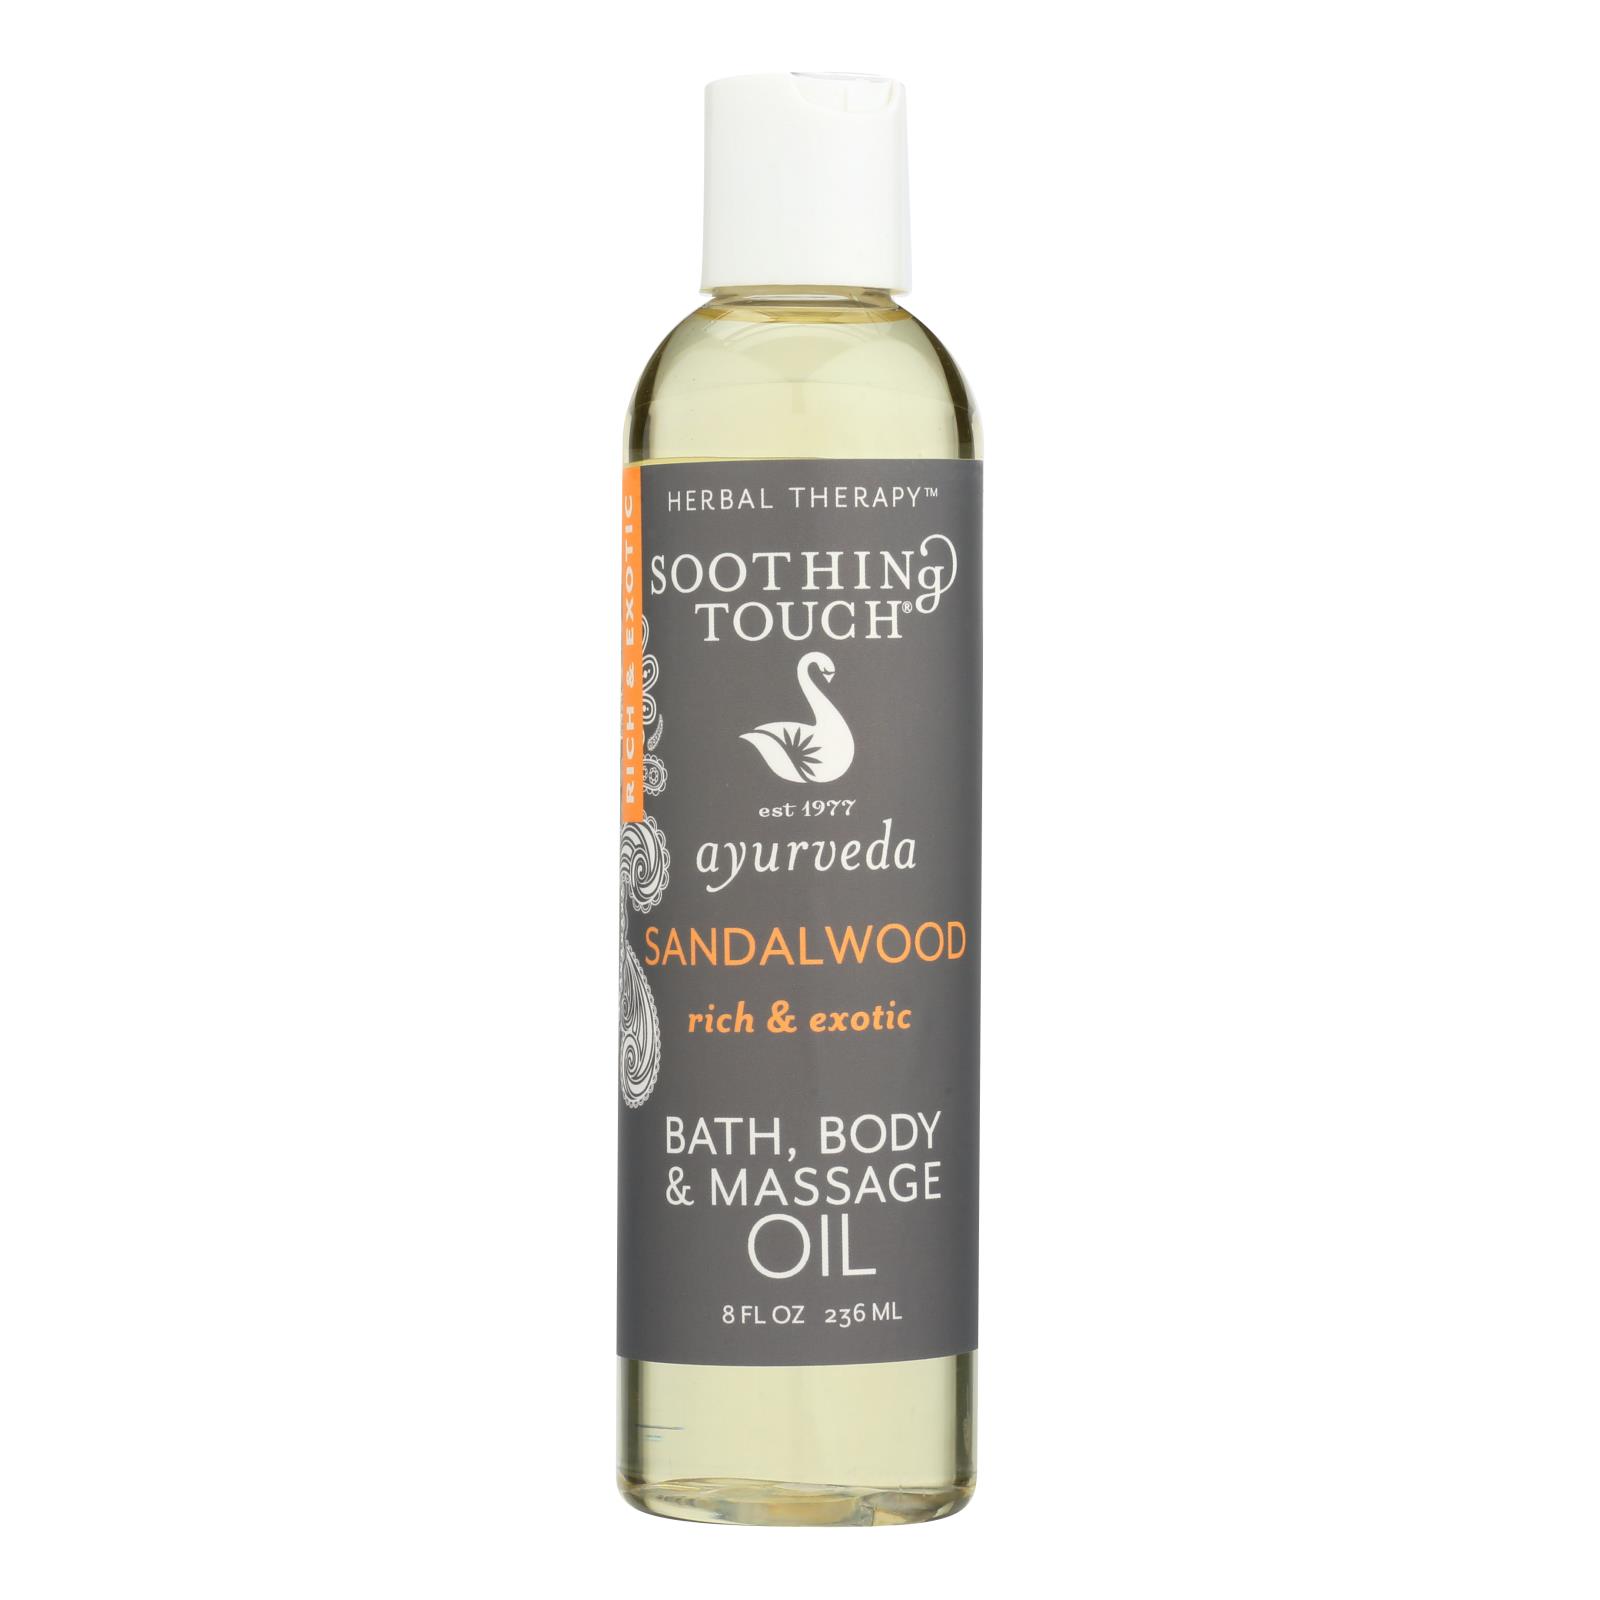 HERBAL THERAPY™
SOOTHING
TOUCH®
est 1977
ayurveda
SANDALWOOD
rich & exotic
BATH, BODY
& MASSAGE
OIL
8 FL OZ 236 ML
RICH & EXOTIC